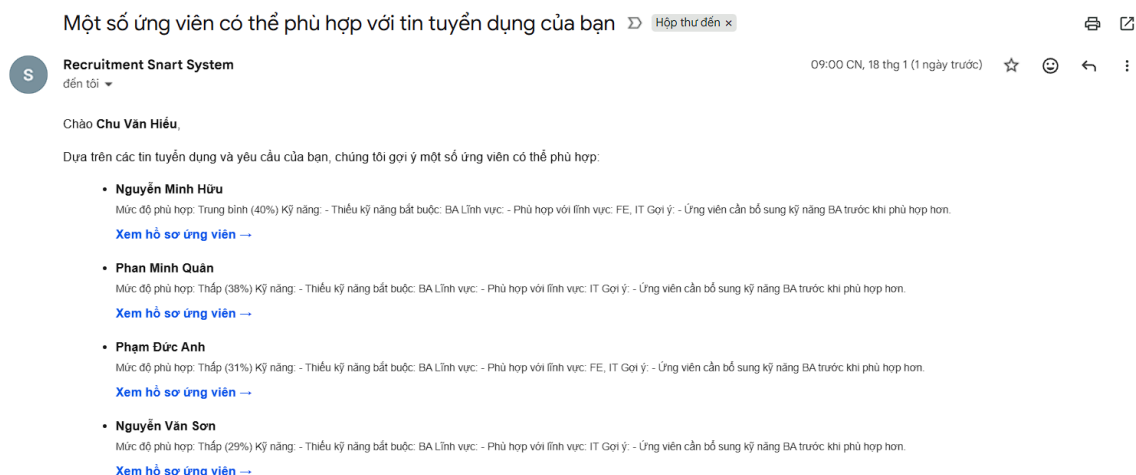 Một số ứng viên có thể phù hợp với tin tuyển dụng của bạn Hộp thư đến ×
S
Recruitment Snart System 09:00 CN, 18 thg 1 (1 ngày trước)
đến tôi
Chào Chu Văn Hiếu,
Dựa trên các tin tuyển dụng và yêu cầu của bạn, chúng tôi gợi ý một số ứng viên có thể phù hợp:
• Nguyễn Minh Hữu
Mức độ phù hợp: Trung bình (40%) Kỹ năng: - Thiếu kỹ năng bắt buộc: BA Lĩnh vực: - Phù hợp với lĩnh vực: FE, IT Gợi ý: - Ứng viên cần bổ sung kỹ năng BA trước khi phù hợp hơn.
Xem hồ sơ ứng viên →
• Phan Minh Quân
Mức độ phù hợp: Thấp (38%) Kỹ năng: - Thiếu kỹ năng bắt buộc: BA Lĩnh vực: - Phù hợp với lĩnh vực: IT Gợi ý: - Ứng viên cần bổ sung kỹ năng BA trước khi phù hợp hơn.
Xem hồ sơ ứng viên →
• Phạm Đức Anh
Mức độ phù hợp: Thấp (31%) Kỹ năng: - Thiếu kỹ năng bắt buộc: BA Lĩnh vực: - Phù hợp với lĩnh vực: FE, IT Gợi ý: - Ứng viên cần bổ sung kỹ năng BA trước khi phù hợp hơn.
Xem hồ sơ ứng viên →
• Nguyễn Văn Sơn
Mức độ phù hợp: Thấp (29%) Kỹ năng: - Thiếu kỹ năng bắt buộc: BA Lĩnh vực: - Phù hợp với lĩnh vực: IT Gợi ý: - Ứng viên cần bổ sung kỹ năng BA trước khi phù hợp hơn.
Xem hồ sơ ứng viên →